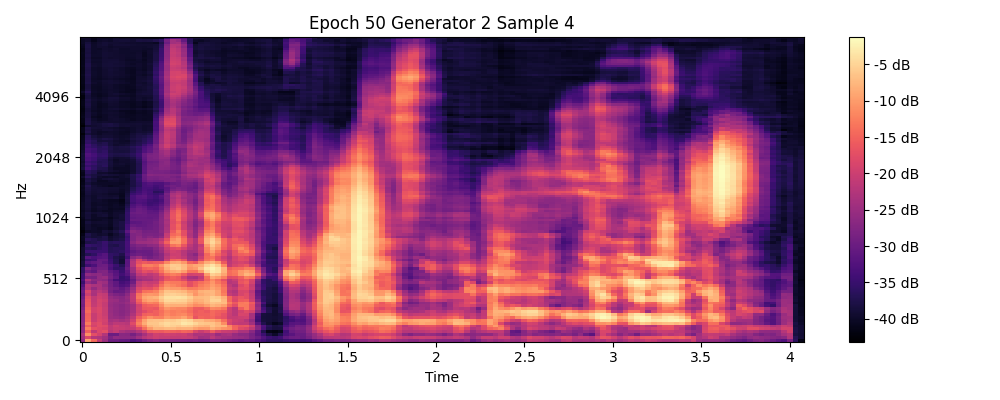 Epoch 50 Generator 2 Sample 4
Hz
4096
2048
1024
512
0
0
0.5
1
1.5
2
2.5
3
3.5
4
Time
-5 dB
-10 dB
-15 dB
-20 dB
-25 dB
-30 dB
-35 dB
-40 dB